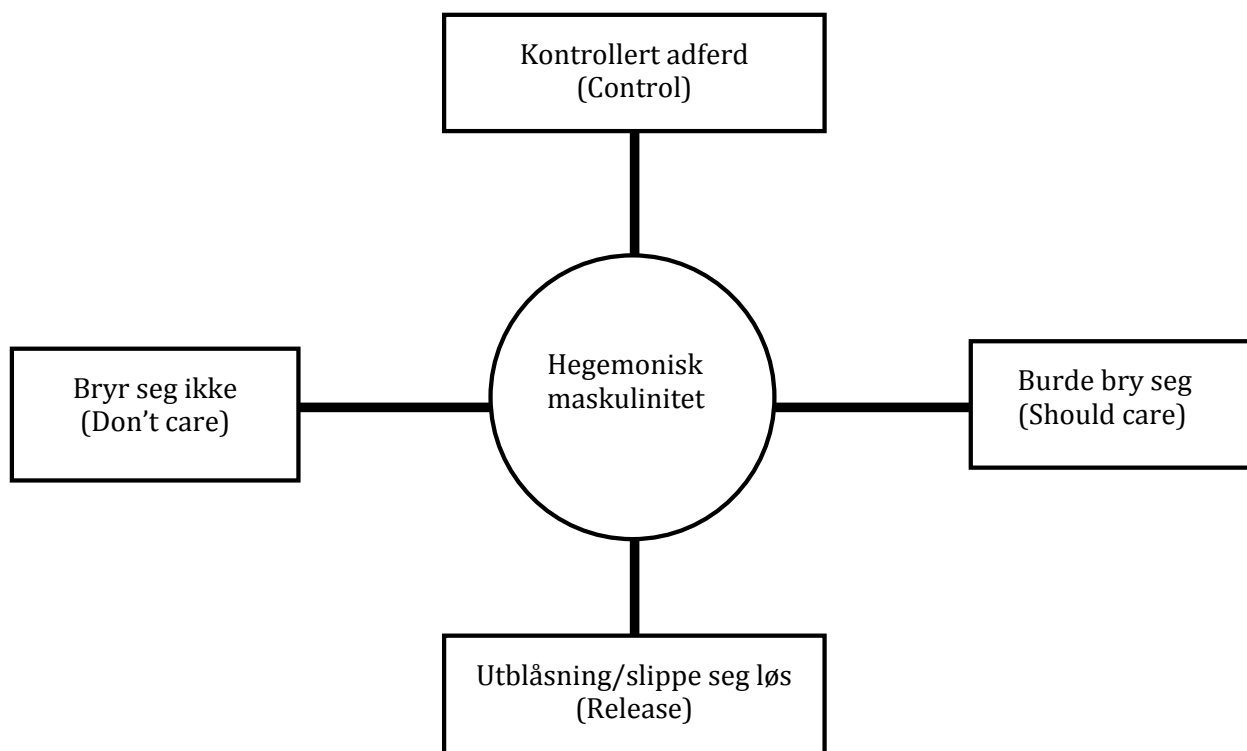 Kontrollert adferd
(Control)
Hegemonisk
maskulinitet
Bryr seg ikke
(Don't care)
Burde bry seg
(Should care)
Utblåsning/slippe seg løs
(Release)